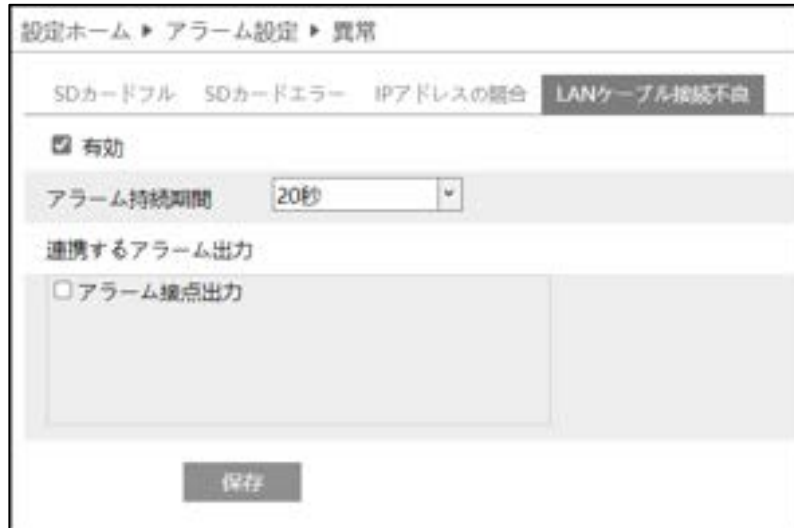 設定ホーム ▶ アラーム設定 ▶ 異常
SDカードフル SDカードエラー IPアドレスの競合 LANケーブル接続不良
有効
アラーム持続期間 20秒
連携するアラーム出力
アラーム接点出力
保存